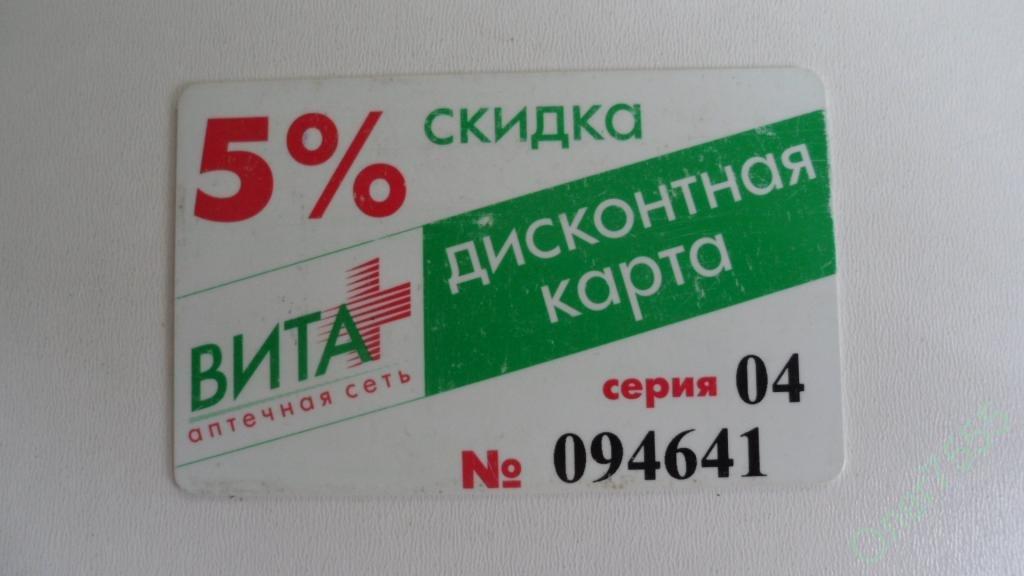 5% скидка
дисконтная
карта
ВИТА
аптечная сеть
серия 04
№ 094641